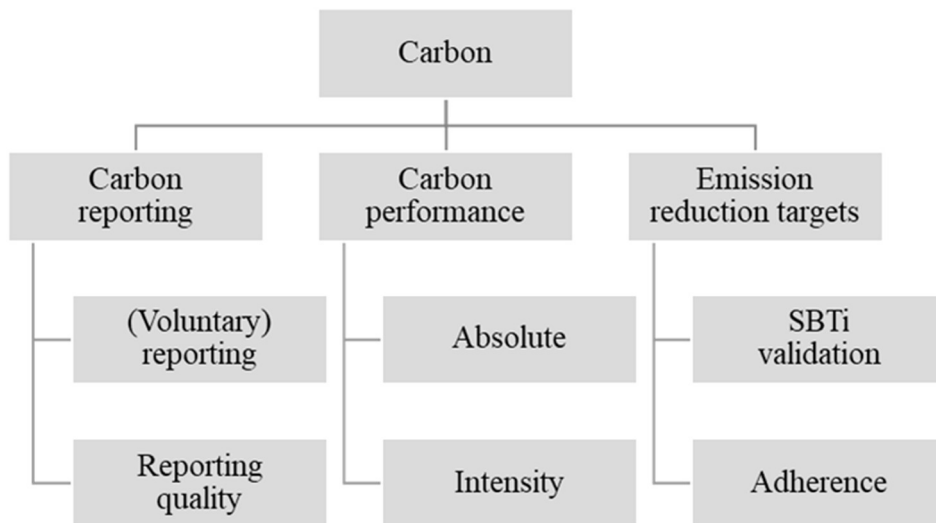 Carbon
Carbon
reporting
Carbon
performance
Emission
reduction targets
(Voluntary)
reporting
Absolute
SBTi
validation
Reporting
quality
Intensity
Adherence